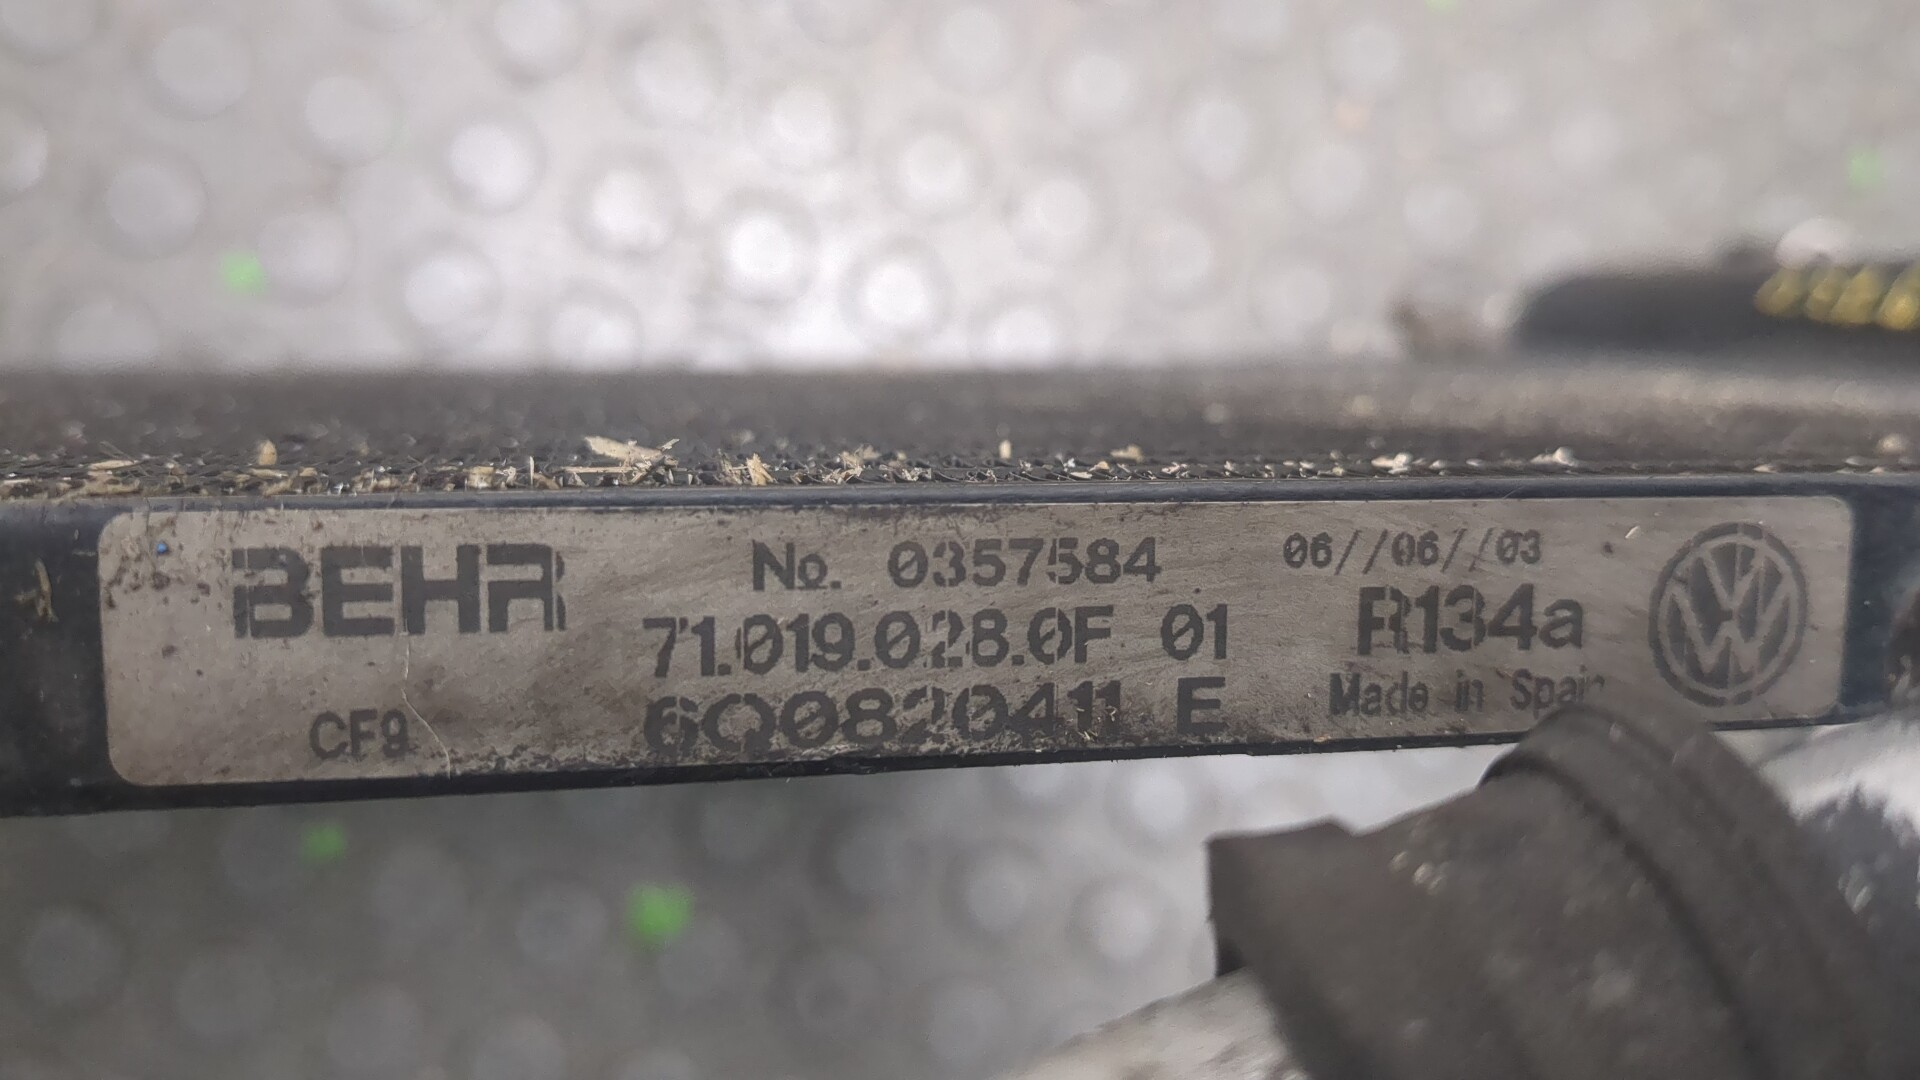 BEHR No. 0357584 06//06//03
71.019.028.0F 01 R134a
6Q0820411 E Made in Spain
CF9